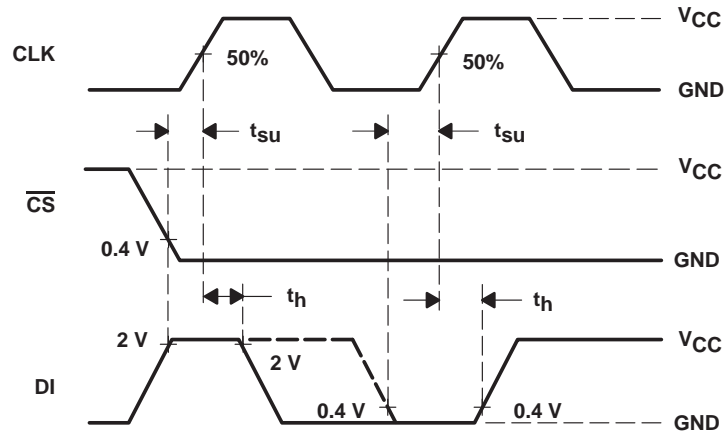 VCC
CLK
50%
50%
GND
tsu
tsu
VCC
CS
0.4 V
GND
th
th
2 V
VCC
2 V
DI
0.4 V
0.4 V
GND